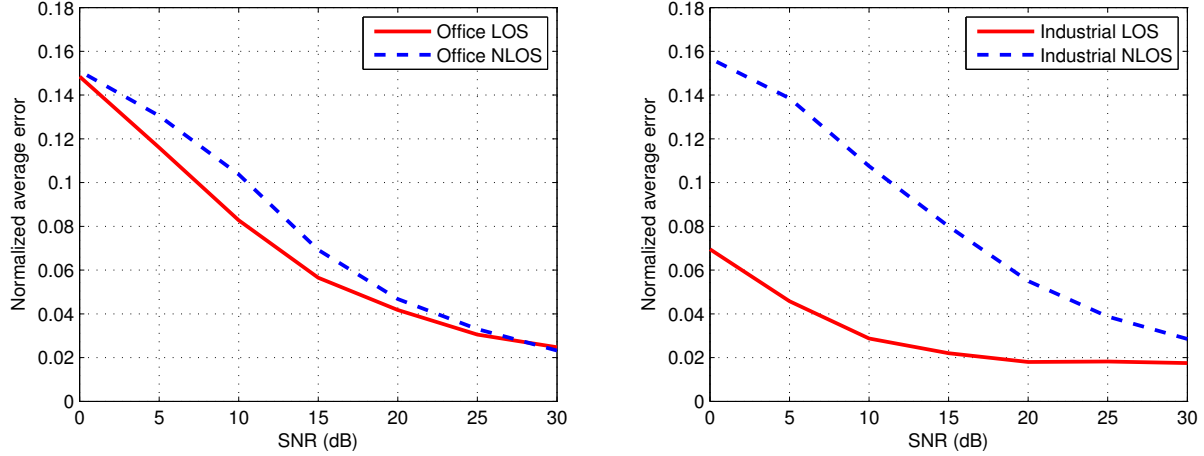 0.18
0.16
0.14
0.12
0.1
0.08
0.06
0.04
0.02
0
0 5 10 15 20 25 30
SNR (dB)
Normalized average error
Office LOS
Office NLOS
0.18
0.16
0.14
0.12
0.1
0.08
0.06
0.04
0.02
0
0 5 10 15 20 25 30
SNR (dB)
Normalized average error
Industrial LOS
Industrial NLOS